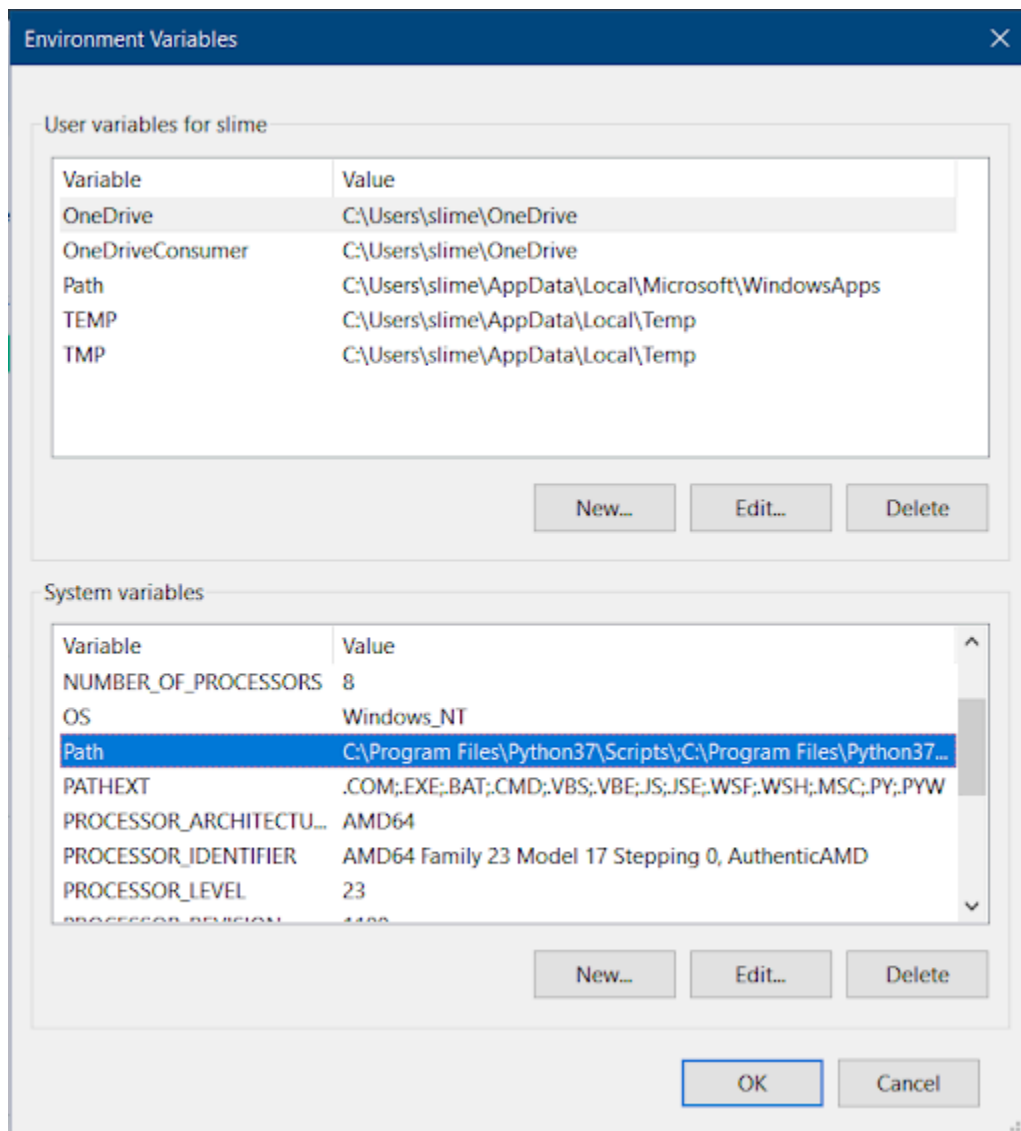 Environment Variables
User variables for slime
Variable Value
OneDrive C:\Users\slime\OneDrive
OneDriveConsumer C:\Users\slime\OneDrive
Path C:\Users\slime\AppData\Local\Microsoft\WindowsApps
TEMP C:\Users\slime\AppData\Local\Temp
TMP C:\Users\slime\AppData\Local\Temp
New... Edit... Delete
System variables
Variable Value
NUMBER_OF_PROCESSORS 8
OS Windows_NT
Path C:\Program Files\Python37\Scripts\;C:\Program Files\Python37...
PATHEXT .COM;.EXE;.BAT;.CMD;.VBS;.VBE;.JS;.JSE;.WSF;.WSH;.MSC;.PY;.PYW
PROCESSOR_ARCHITECTU... AMD64
PROCESSOR_IDENTIFIER AMD64 Family 23 Model 17 Stepping 0, AuthenticAMD
PROCESSOR_LEVEL 23
New... Edit... Delete
OK Cancel